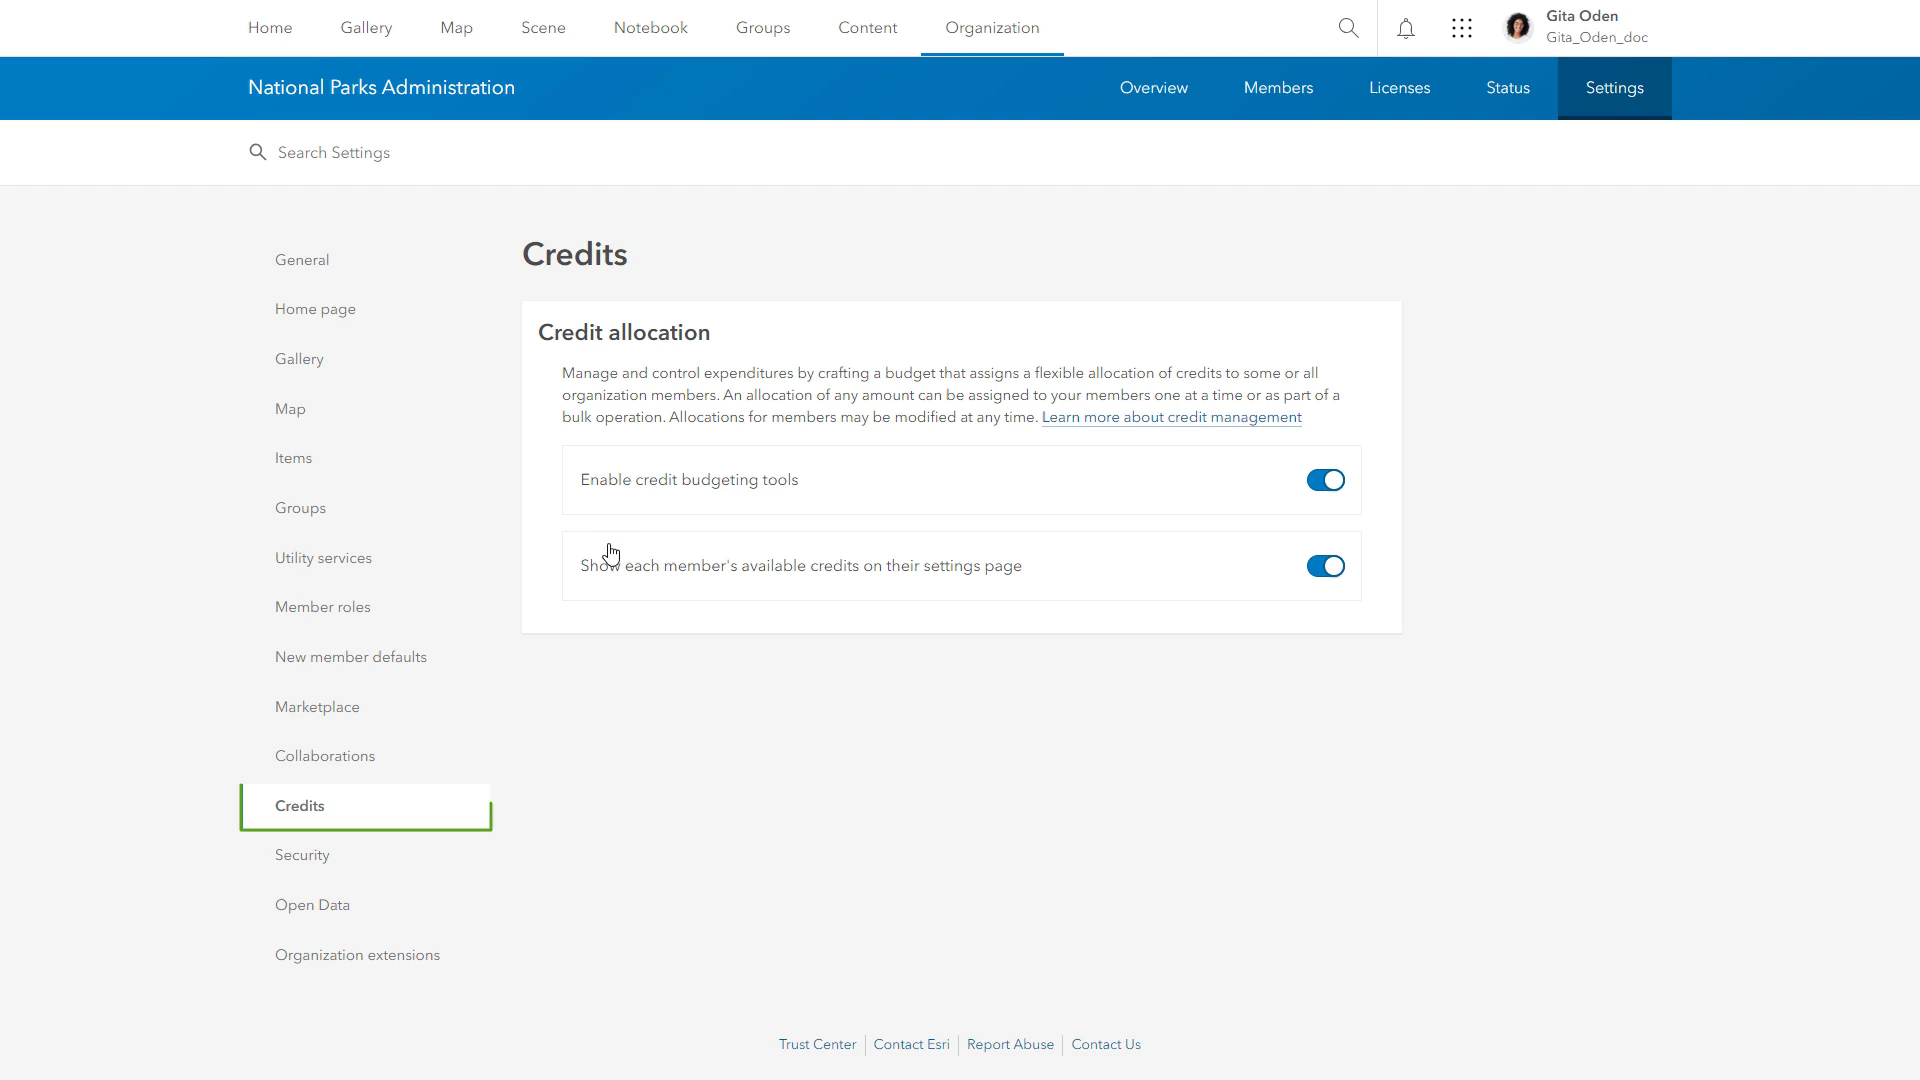 Home Gallery Map Scene Notebook Groups Content Organization
Gita Oden
Gita_Oden_doc
National Parks Administration
Overview Members Licenses Status Settings
Search Settings
General
Home page
Gallery
Map
Items
Groups
Utility services
Member roles
New member defaults
Marketplace
Collaborations
Credits
Security
Open Data
Organization extensions
Credits
Credit allocation
Manage and control expenditures by crafting a budget that assigns a flexible allocation of credits to some or all
organization members. An allocation of any amount can be assigned to your members one at a time or as part of a
bulk operation. Allocations for members may be modified at any time. Learn more about credit management
Enable credit budgeting tools
Show each member's available credits on their settings page
Trust Center Contact Esri Report Abuse Contact Us